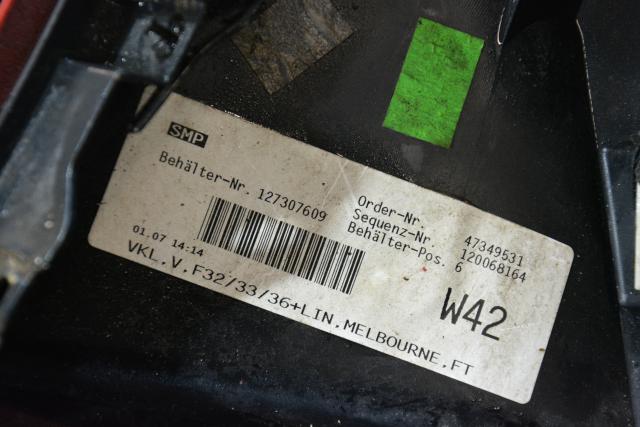 SMP
Behälter-Nr. 127307609
Order-Nr. 47349531
Sequenz-Nr. 120068164
Behälter-Pos. 6
01.07 14:14
W42
VKL.V.F32/33/36+LIN.MELBOURNE,FT